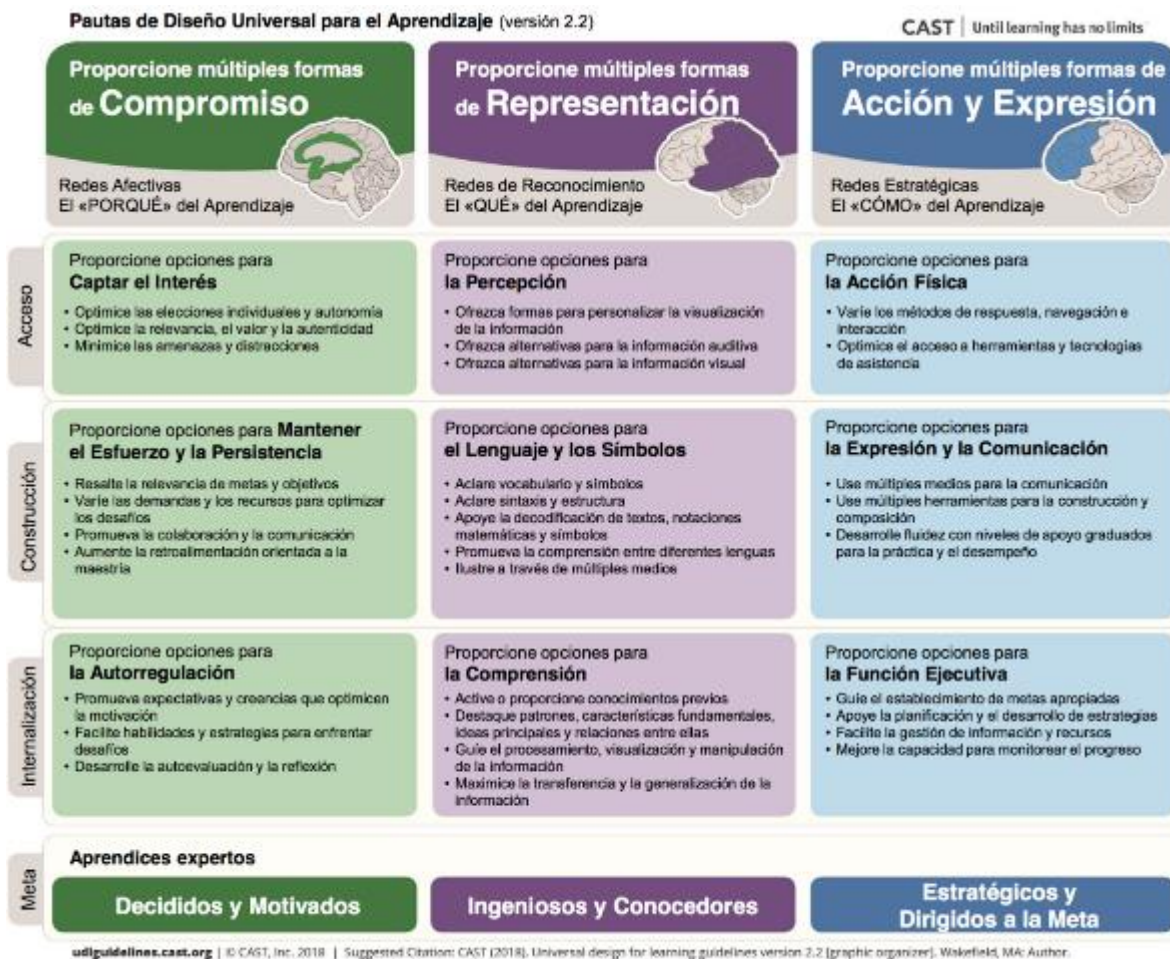 Pautas de Diseño Universal para el Aprendizaje (versión 2.2)
CAST | Until learning has no limits
Proporcione múltiples formas
de Compromiso
Redes Afectivas
El «PORQUÉ» del Aprendizaje
Proporcione múltiples formas
de Representación
Redes de Reconocimiento
El «QUÉ» del Aprendizaje
Proporcione múltiples formas de
Acción y Expresión
Redes Estratégicas
El «CÓMO» del Aprendizaje
Acceso
Proporcione opciones para
Captar el Interés
• Optimice las elecciones individuales y autonomía
• Optimice la relevancia, el valor y la autenticidad
• Minimice las amenazas y distracciones
Proporcione opciones para
la Percepción
• Ofrezca formas para personalizar la visualización
de la información
• Ofrezca alternativas para la información auditiva
• Ofrezca alternativas para la información visual
Proporcione opciones para
la Acción Física
• Varíe los métodos de respuesta, navegación e
interacción
• Optimice el acceso a herramientas y tecnologías
de asistencia
Construcción
Proporcione opciones para Mantener
el Esfuerzo y la Persistencia
• Resalte la relevancia de metas y objetivos
• Varíe las demandas y los recursos para optimizar
los desafíos
• Promueva la colaboración y la comunicación
• Aumente la retroalimentación orientada a la
maestría
Proporcione opciones para
el Lenguaje y los Símbolos
• Aclare vocabulario y símbolos
• Aclare sintaxis y estructura
• Apoye la decodificación de textos, notaciones
matemáticas y símbolos
• Promueva la comprensión entre diferentes lenguas
• Ilustre a través de múltiples medios
Proporcione opciones para
la Expresión y la Comunicación
• Use múltiples medios para la comunicación
• Use múltiples herramientas para la construcción y
composición
• Desarrolle fluidez con niveles de apoyo graduados
para la práctica y el desempeño
Internalización
Proporcione opciones para
la Autorregulación
• Promueva expectativas y creencias que optimicen
la motivación
• Facilite habilidades y estrategias para enfrentar
desafíos
• Desarrolle la autoevaluación y la reflexión
Proporcione opciones para
la Comprensión
• Active o proporcione conocimientos previos
• Destaque patrones, características fundamentales,
ideas principales y relaciones entre ellas
• Guíe el procesamiento, visualización y manipulación
de la información
• Maximice la transferencia y la generalización de la
información
Proporcione opciones para
la Función Ejecutiva
• Guíe el establecimiento de metas apropiadas
• Apoye la planificación y el desarrollo de estrategias
• Facilite la gestión de información y recursos
• Mejore la capacidad para monitorear el progreso
Meta
Aprendices expertos
Decididos y Motivados
Ingeniosos y Conocedores
Estratégicos y
Dirigidos a la Meta
udlguidelines.cast.org | © CAST, Inc. 2018 | Suggested Citation: CAST (2018). Universal design for learning guidelines version 2.2 [graphic organizer]. Wakefield, MA: Author.